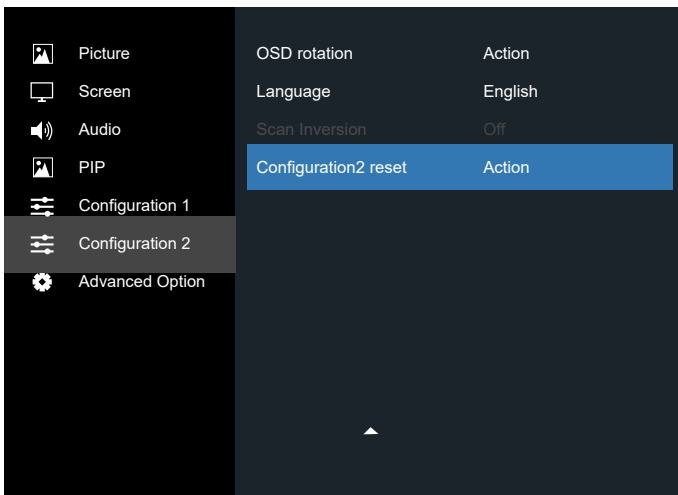 Picture
Screen
Audio
PIP
Configuration 1
Configuration 2
Advanced Option
OSD rotation Action
Language English
Scan Inversion Off
Configuration2 reset Action